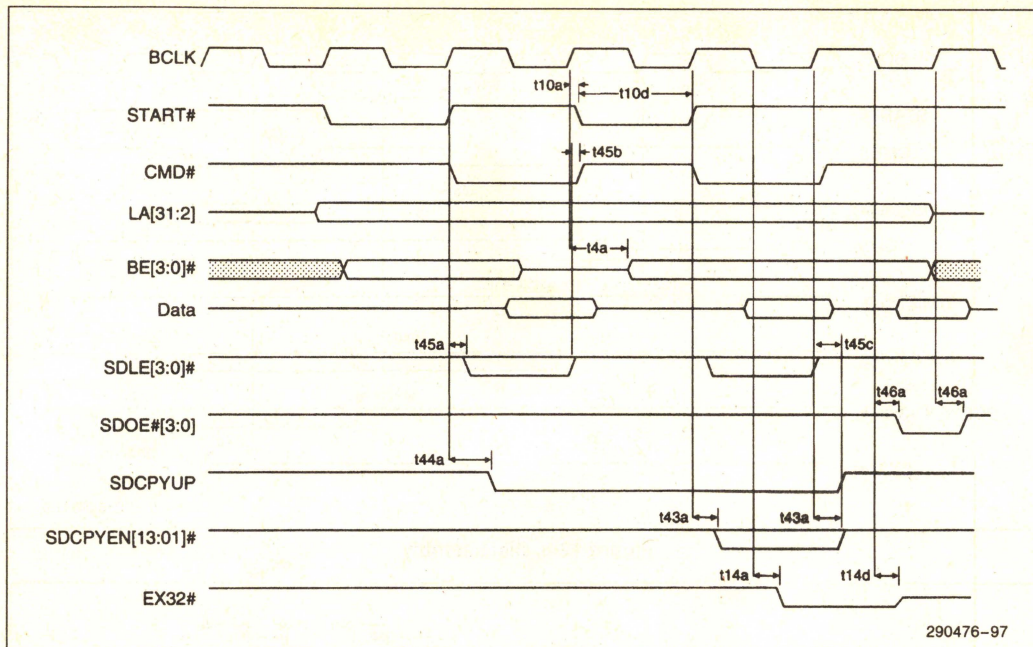 BCLK
t10a
t10d
START#
t45b
CMD#
LA[31:2]
t4a
BE[3:0]#
Data
t45a
t45c
SDLE[3:0]#
t46a
t46a
SDOE#[3:0]
t44a
SDCPYUP
t43a
t43a
SDCPYEN[13:01]#
t14a
t14d
EX32#
290476-97